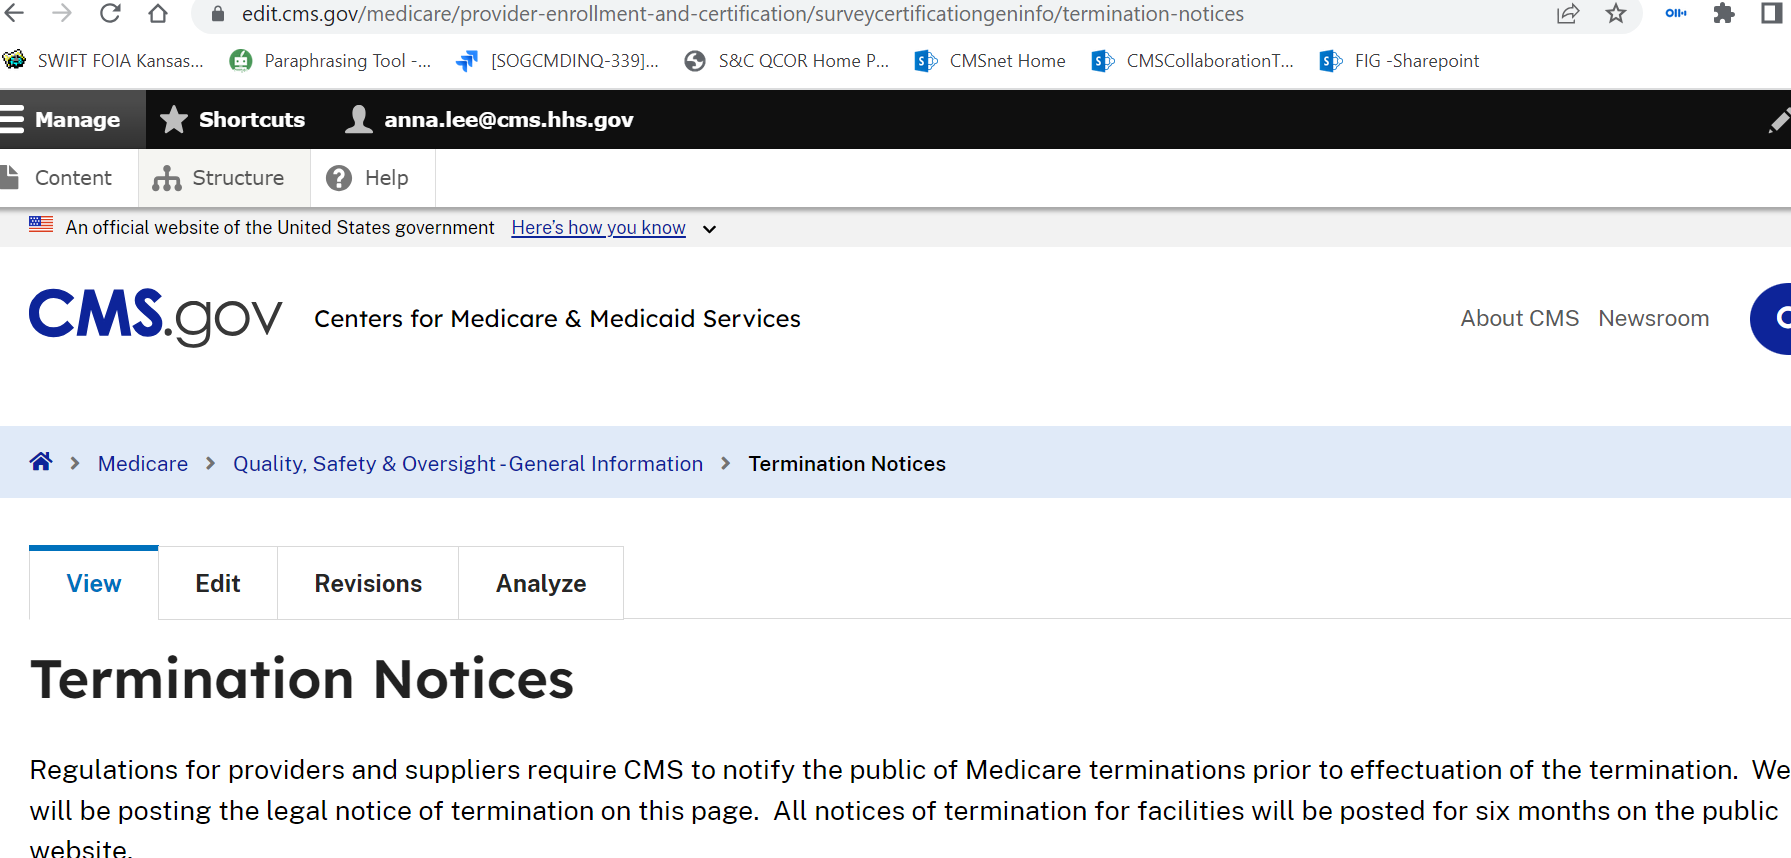 edit.cms.gov/medicare/provider-enrollment-and-certification/surveycertificationgeninfo/termination-notices
SWIFT FOIA Kansas... Paraphrasing Tool -... [SOGCMDINQ-339]... S&C QCOR Home P... CMSnet Home CMSCollaborationT... FIG -Sharepoint
Manage Shortcuts anna.lee@cms.hhs.gov
Content Structure Help
An official website of the United States government Here's how you know
CMS.gov Centers for Medicare & Medicaid Services About CMS Newsroom
Medicare > Quality, Safety & Oversight - General Information > Termination Notices
View Edit Revisions Analyze
Termination Notices
Regulations for providers and suppliers require CMS to notify the public of Medicare terminations prior to effectuation of the termination. We
will be posting the legal notice of termination on this page. All notices of termination for facilities will be posted for six months on the public
website.